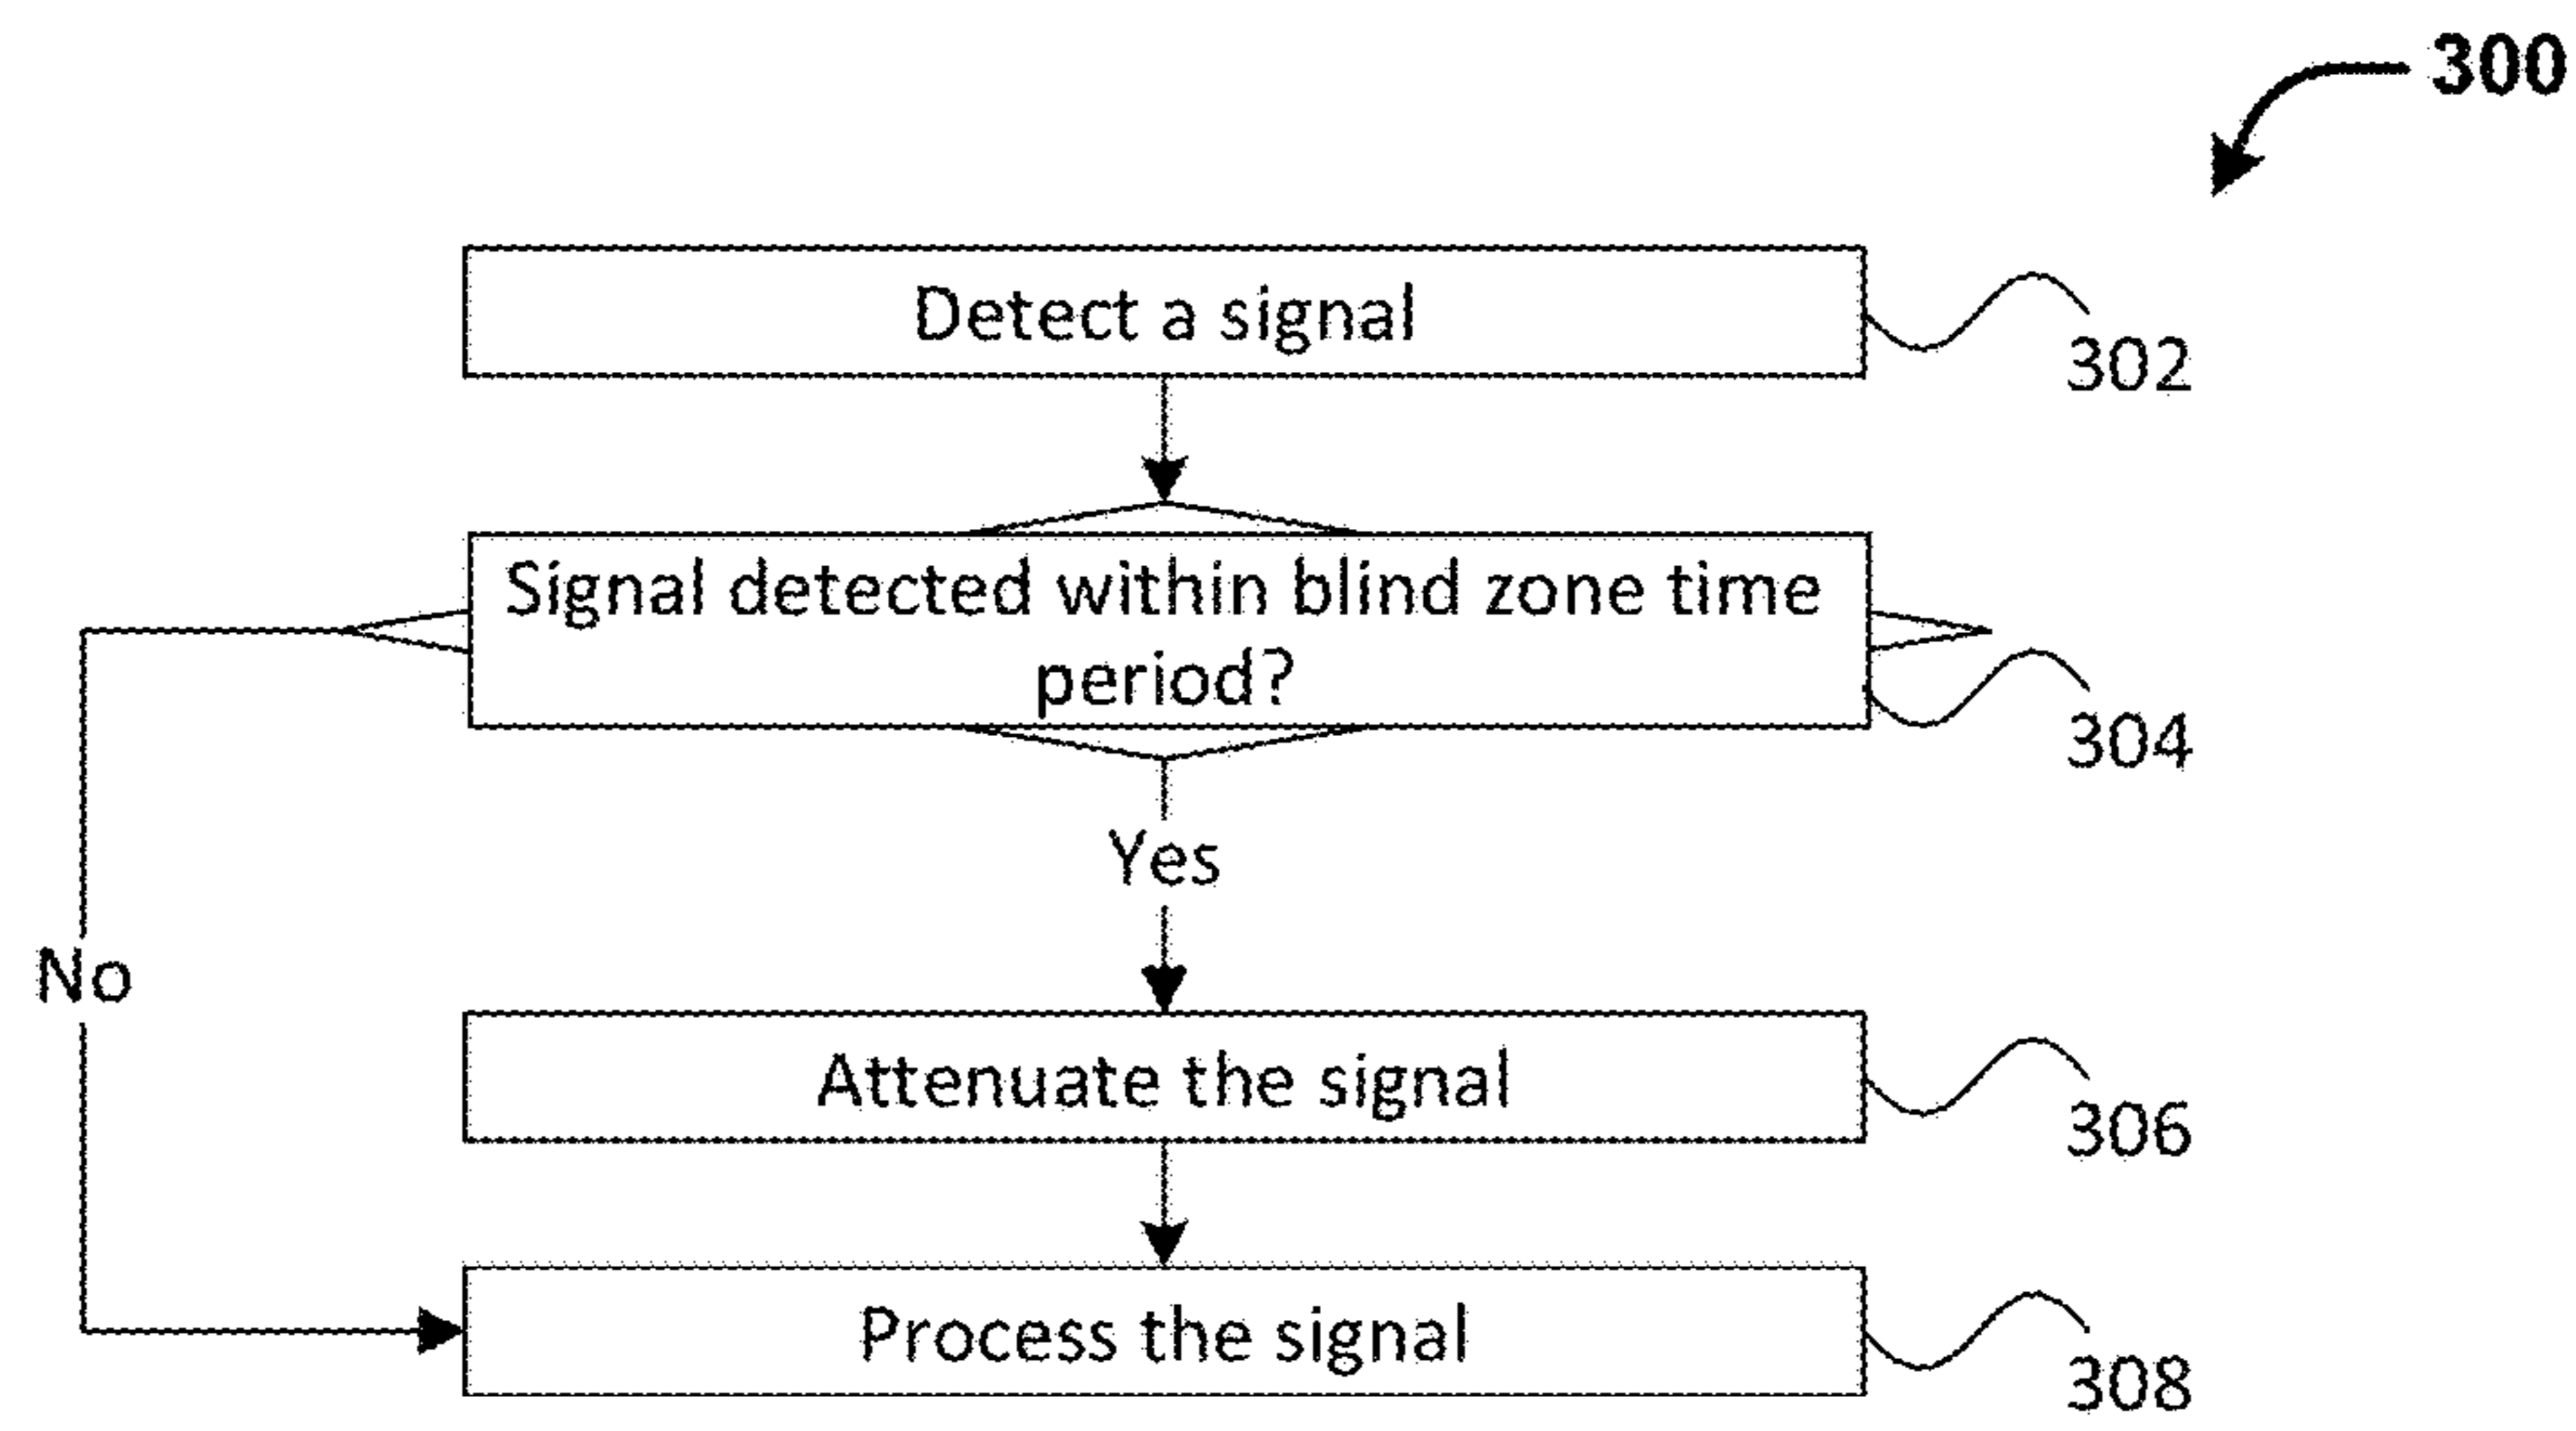 300
Detect a signal
302
Signal detected within blind zone time
period?
304
Yes
No
Attenuate the signal
306
Process the signal
308